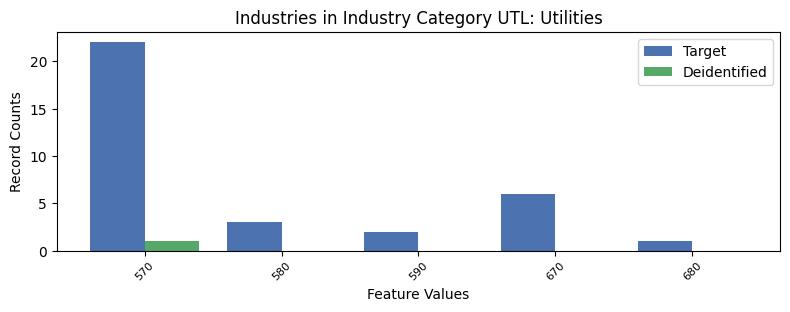 Industries in Industry Category UTL: Utilities
Target
Deidentified
Record Counts
20
15
10
5
0
570 580 590 670 680
Feature Values